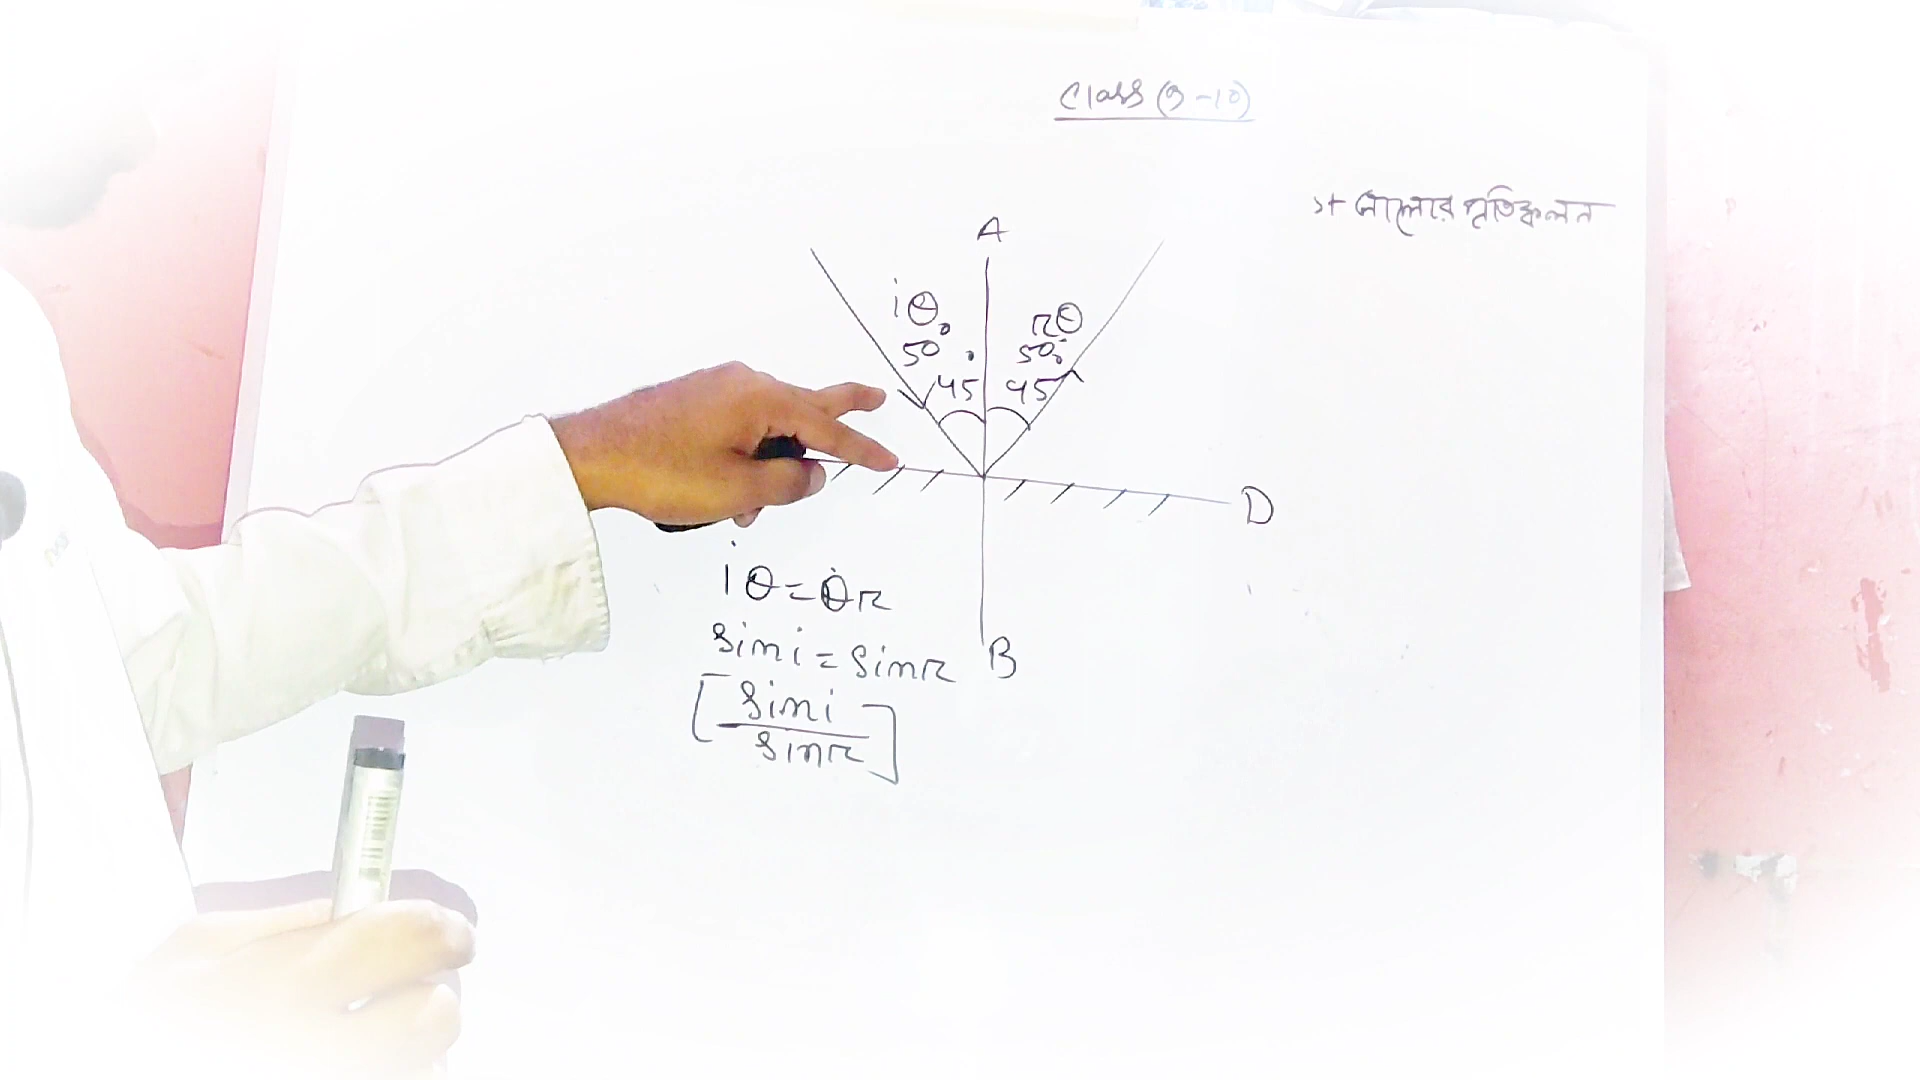 Class (9-10)
১+ আলোর প্রতিফলন
A
iθ rθ
50° 50°
45 45
D
iθ = θr
sini = sinr
B
[sini/sinr]